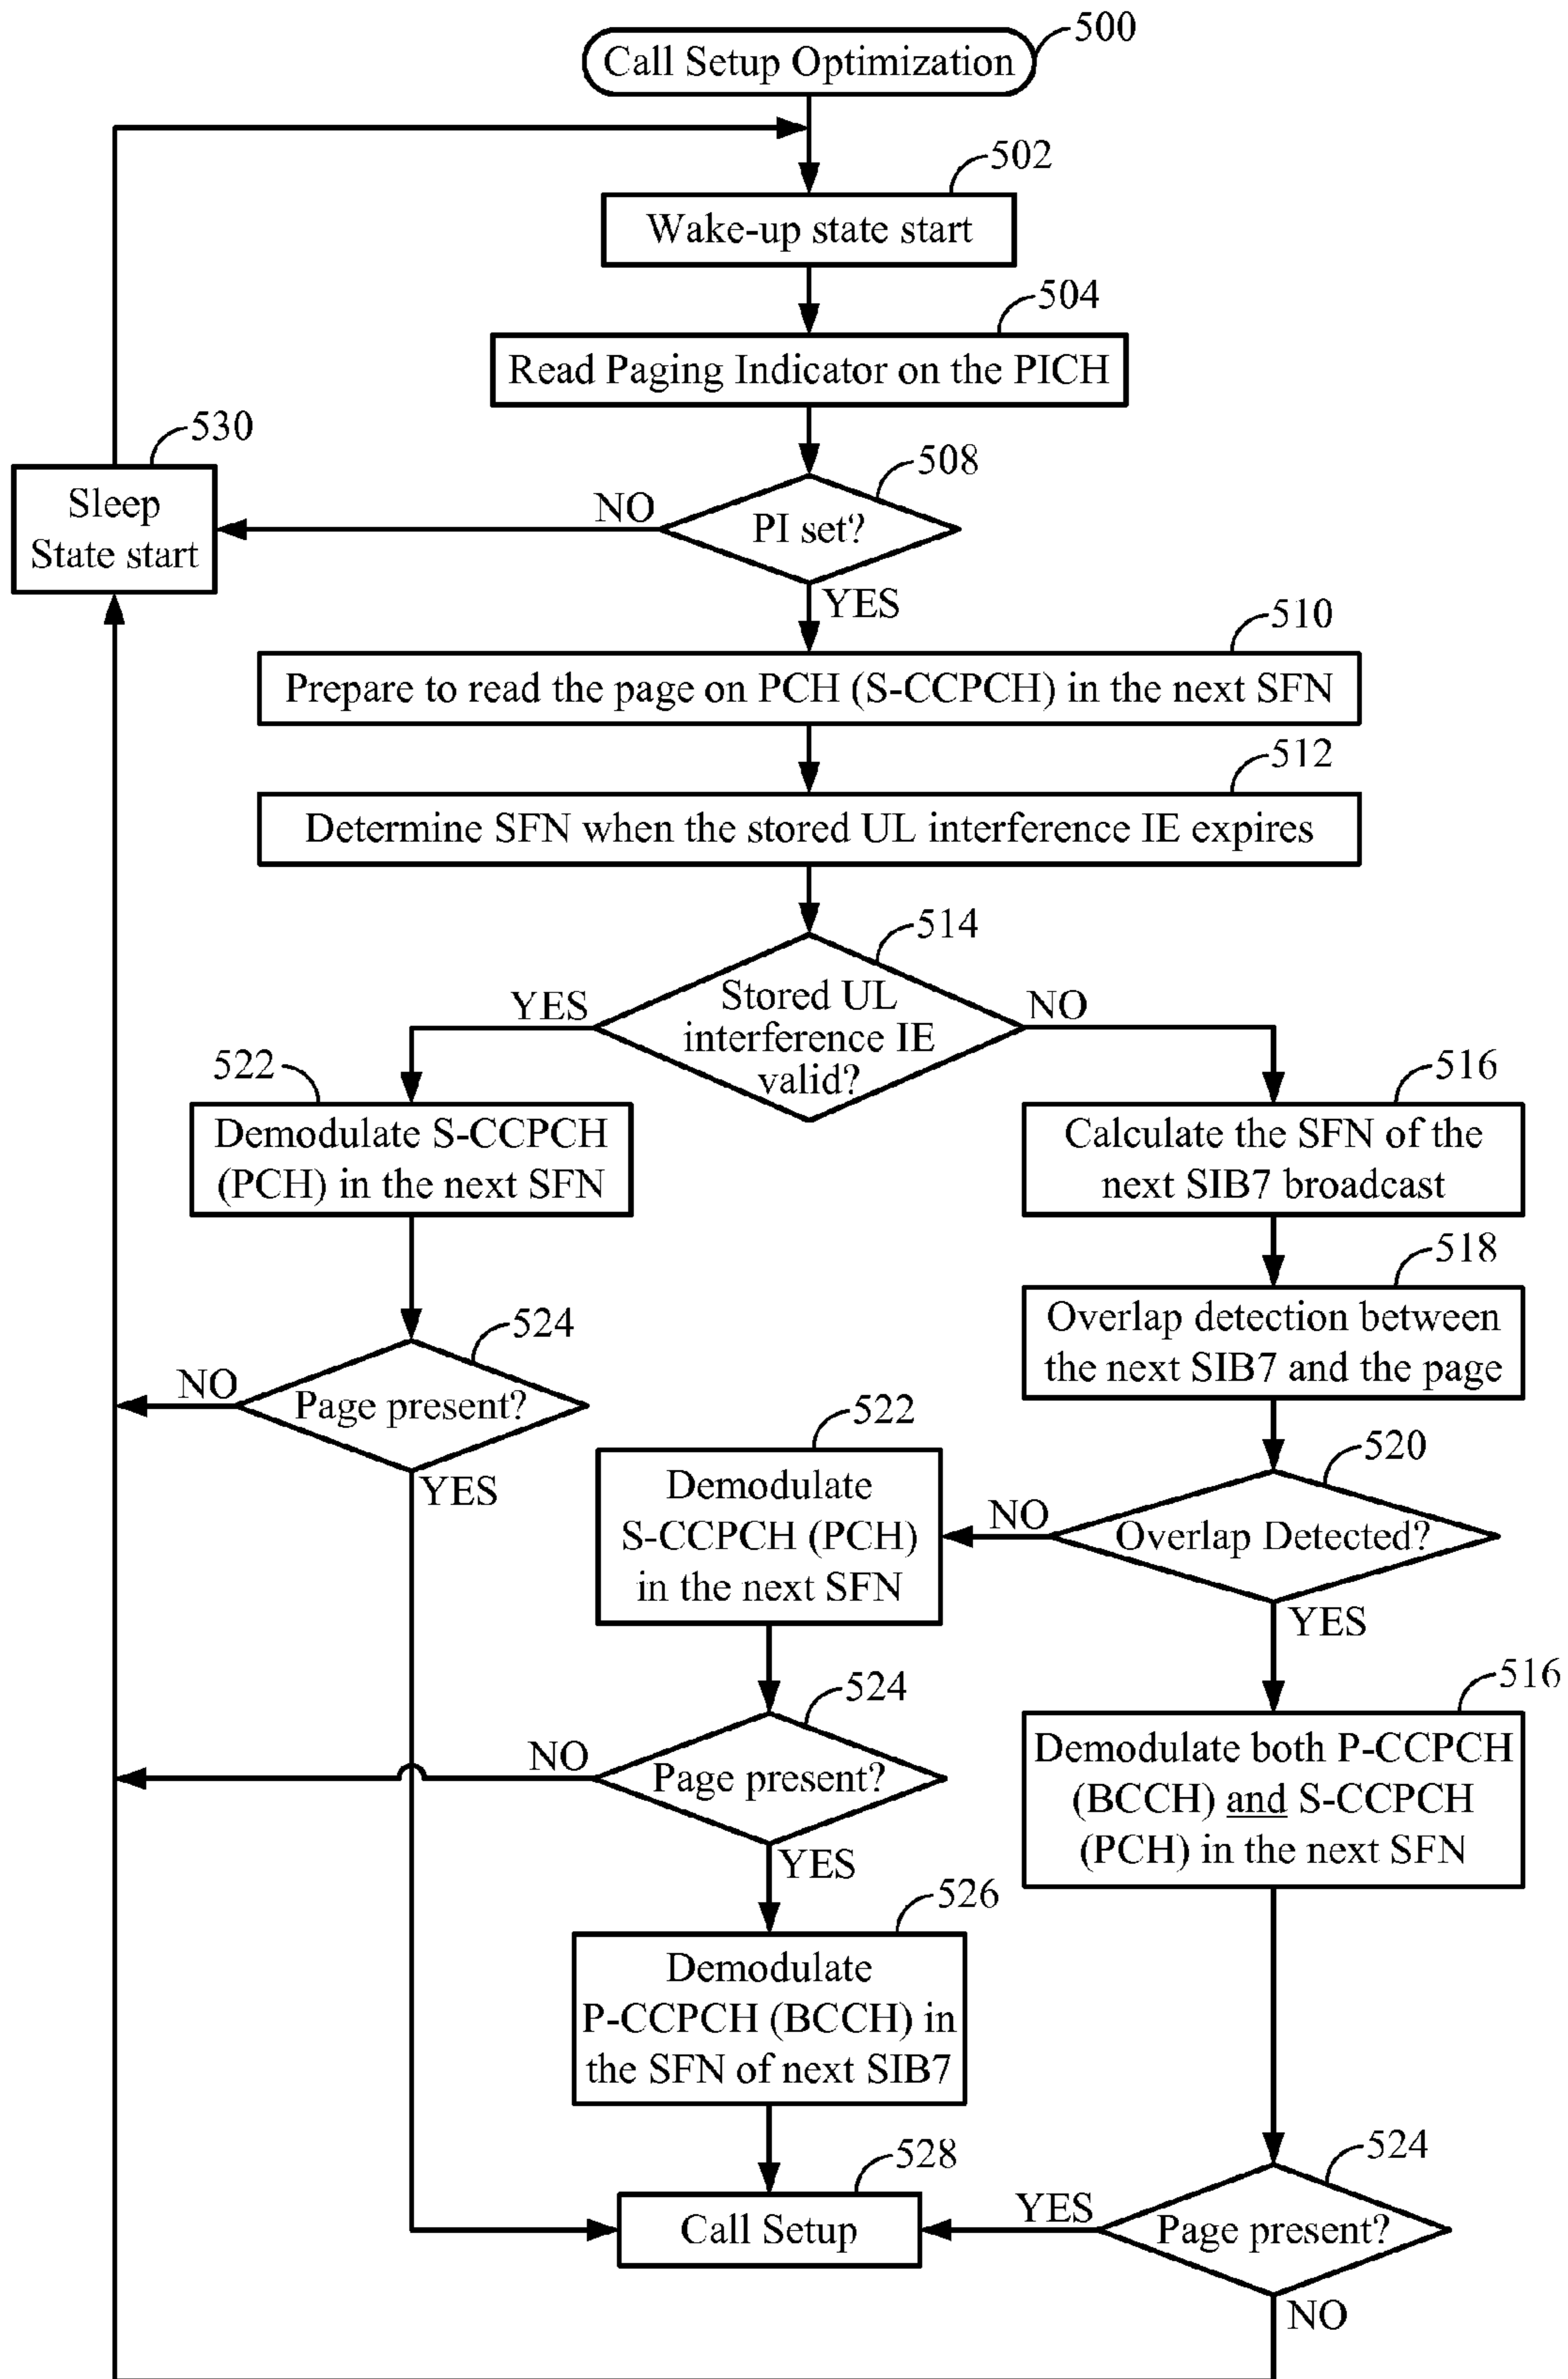 500
Call Setup Optimization
502
Wake-up state start
504
Read Paging Indicator on the PICH
530
Sleep
State start
508
NO
PI set?
YES
510
Prepare to read the page on PCH (S-CCPCH) in the next SFN
512
Determine SFN when the stored UL interference IE expires
514
YES
Stored UL
interference IE
valid?
NO
522
Demodulate S-CCPCH
(PCH) in the next SFN
516
Calculate the SFN of the
next SIB7 broadcast
518
Overlap detection between
the next SIB7 and the page
524
NO
Page present?
YES
522
Demodulate
S-CCPCH (PCH)
in the next SFN
520
NO
Overlap Detected?
YES
524
NO
Page present?
YES
516
Demodulate both P-CCPCH
(BCCH) and S-CCPCH
(PCH) in the next SFN
526
Demodulate
P-CCPCH (BCCH) in
the SFN of next SIB7
528
Call Setup
524
YES
Page present?
NO